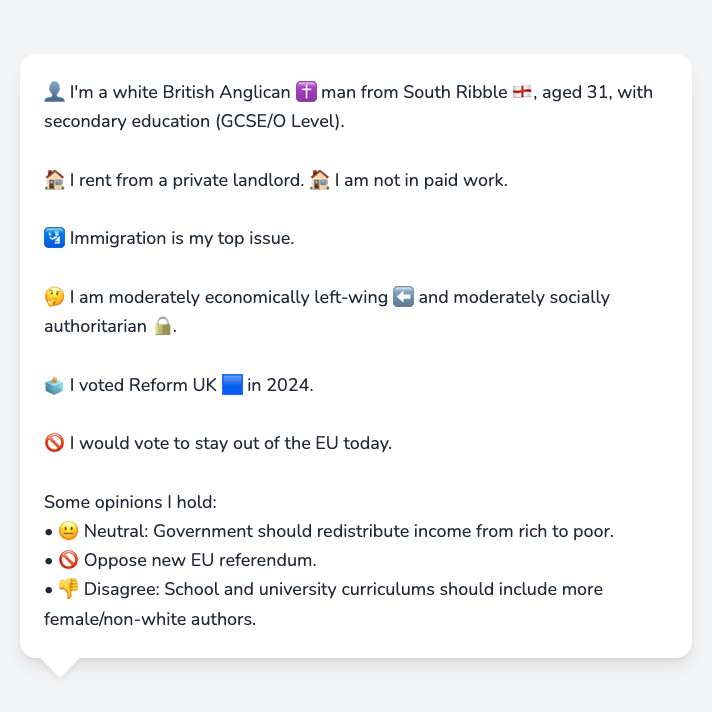 👤 I'm a white British Anglican ✝️ man from South Ribble 🏴󠁧󠁢󠁥󠁮󠁧󠁿, aged 31, with
secondary education (GCSE/O Level).
🏠 I rent from a private landlord. 🏠 I am not in paid work.
🛂 Immigration is my top issue.
🤔 I am moderately economically left-wing ⬅️ and moderately socially
authoritarian 🔒.
🗳️ I voted Reform UK 🟦 in 2024.
🚫 I would vote to stay out of the EU today.
Some opinions I hold:
• 😐 Neutral: Government should redistribute income from rich to poor.
• 🚫 Oppose new EU referendum.
• 👎 Disagree: School and university curriculums should include more
female/non-white authors.